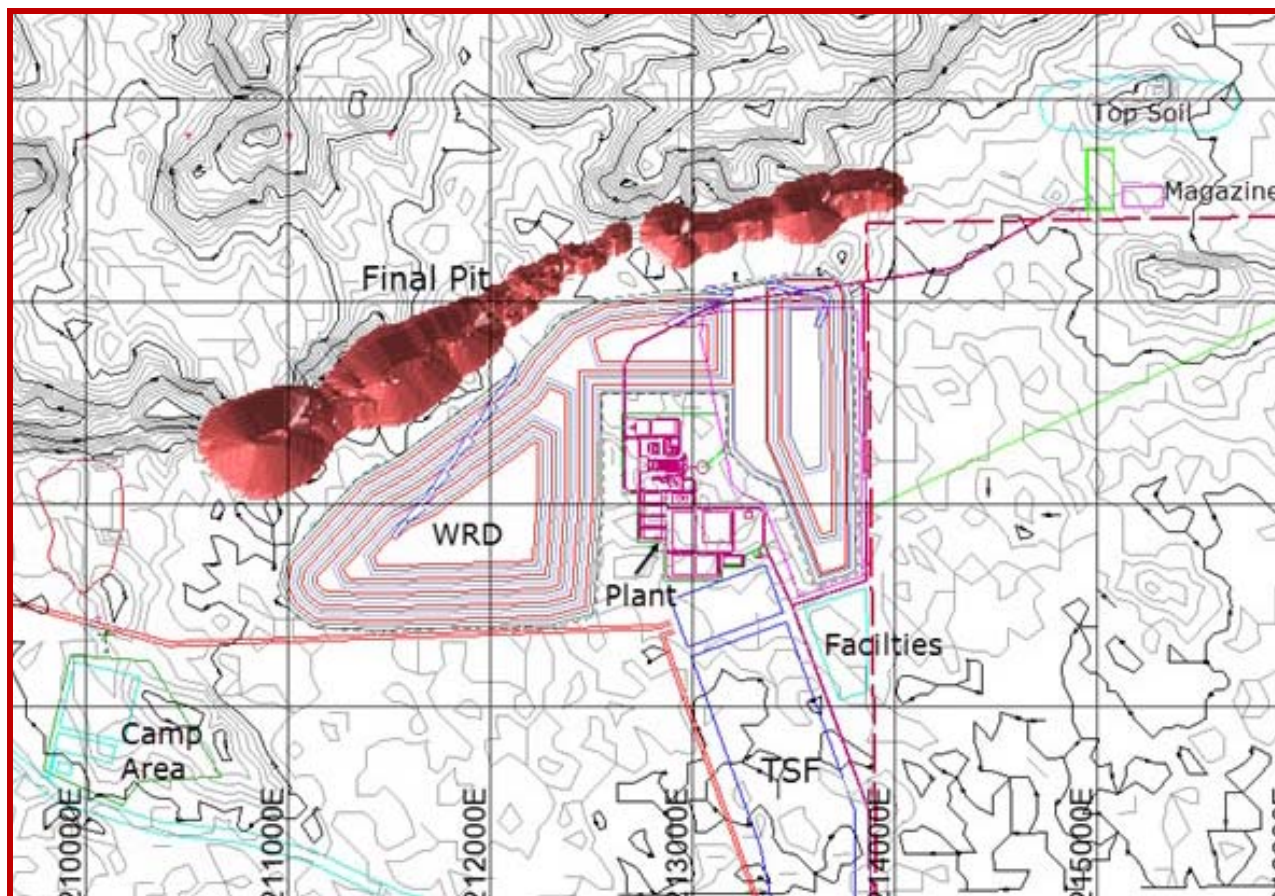 Top Soil
Magazine
Final Pit
WRD
Plant
Facilties
Camp
Area
TSF
210000E
211000E
212000E
213000E
214000E
215000E